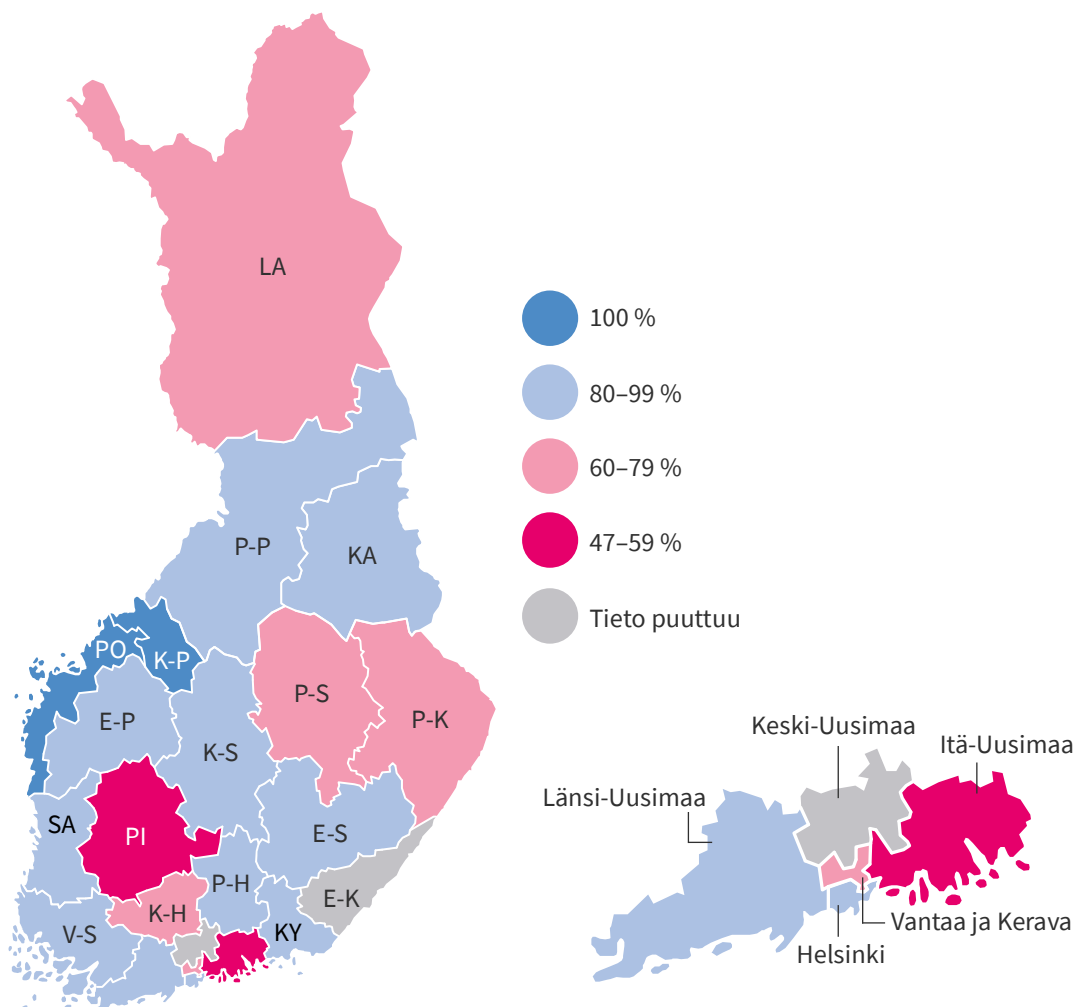 LA
P-P
KA
PO
K-P
E-P
K-S
P-S
P-K
SA
PI
E-S
P-H
K-H
E-K
V-S
KY
100 %
80–99 %
60–79 %
47–59 %
Tieto puuttuu
Keski-Uusimaa
Itä-Uusimaa
Länsi-Uusimaa
Vantaa ja Kerava
Helsinki